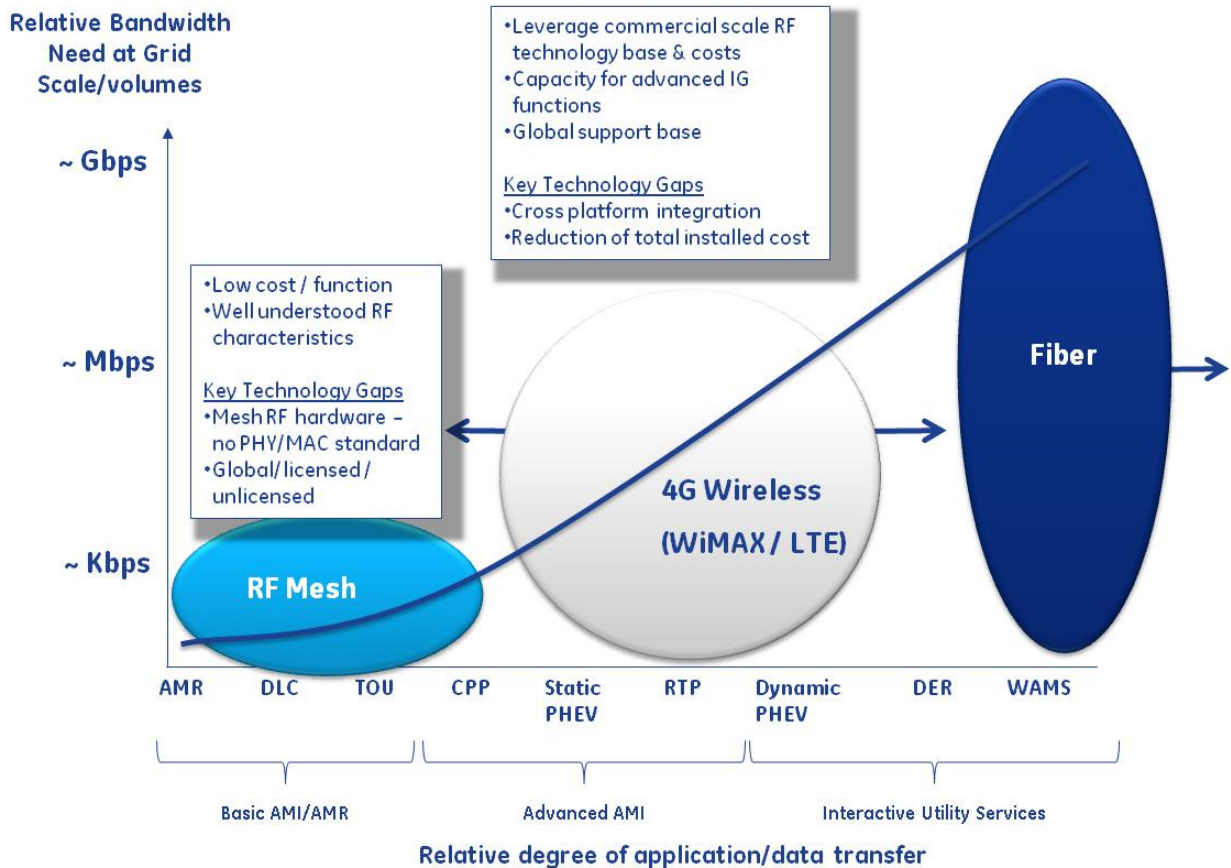 Relative Bandwidth
Need at Grid
Scale/volumes
~ Gbps
~ Mbps
~ Kbps
•Leverage commercial scale RF
technology base & costs
•Capacity for advanced IG
functions
•Global support base
Key Technology Gaps
•Cross platform integration
•Reduction of total installed cost
•Low cost / function
•Well understood RF
characteristics
Key Technology Gaps
•Mesh RF hardware –
no PHY/MAC standard
•Global/ licensed /
unlicensed
RF Mesh
4G Wireless
(WiMAX / LTE)
Fiber
AMR DLC TOU CPP Static RTP Dynamic DER WAMS
PHEV PHEV
Basic AMI/AMR Advanced AMI Interactive Utility Services
Relative degree of application/data transfer